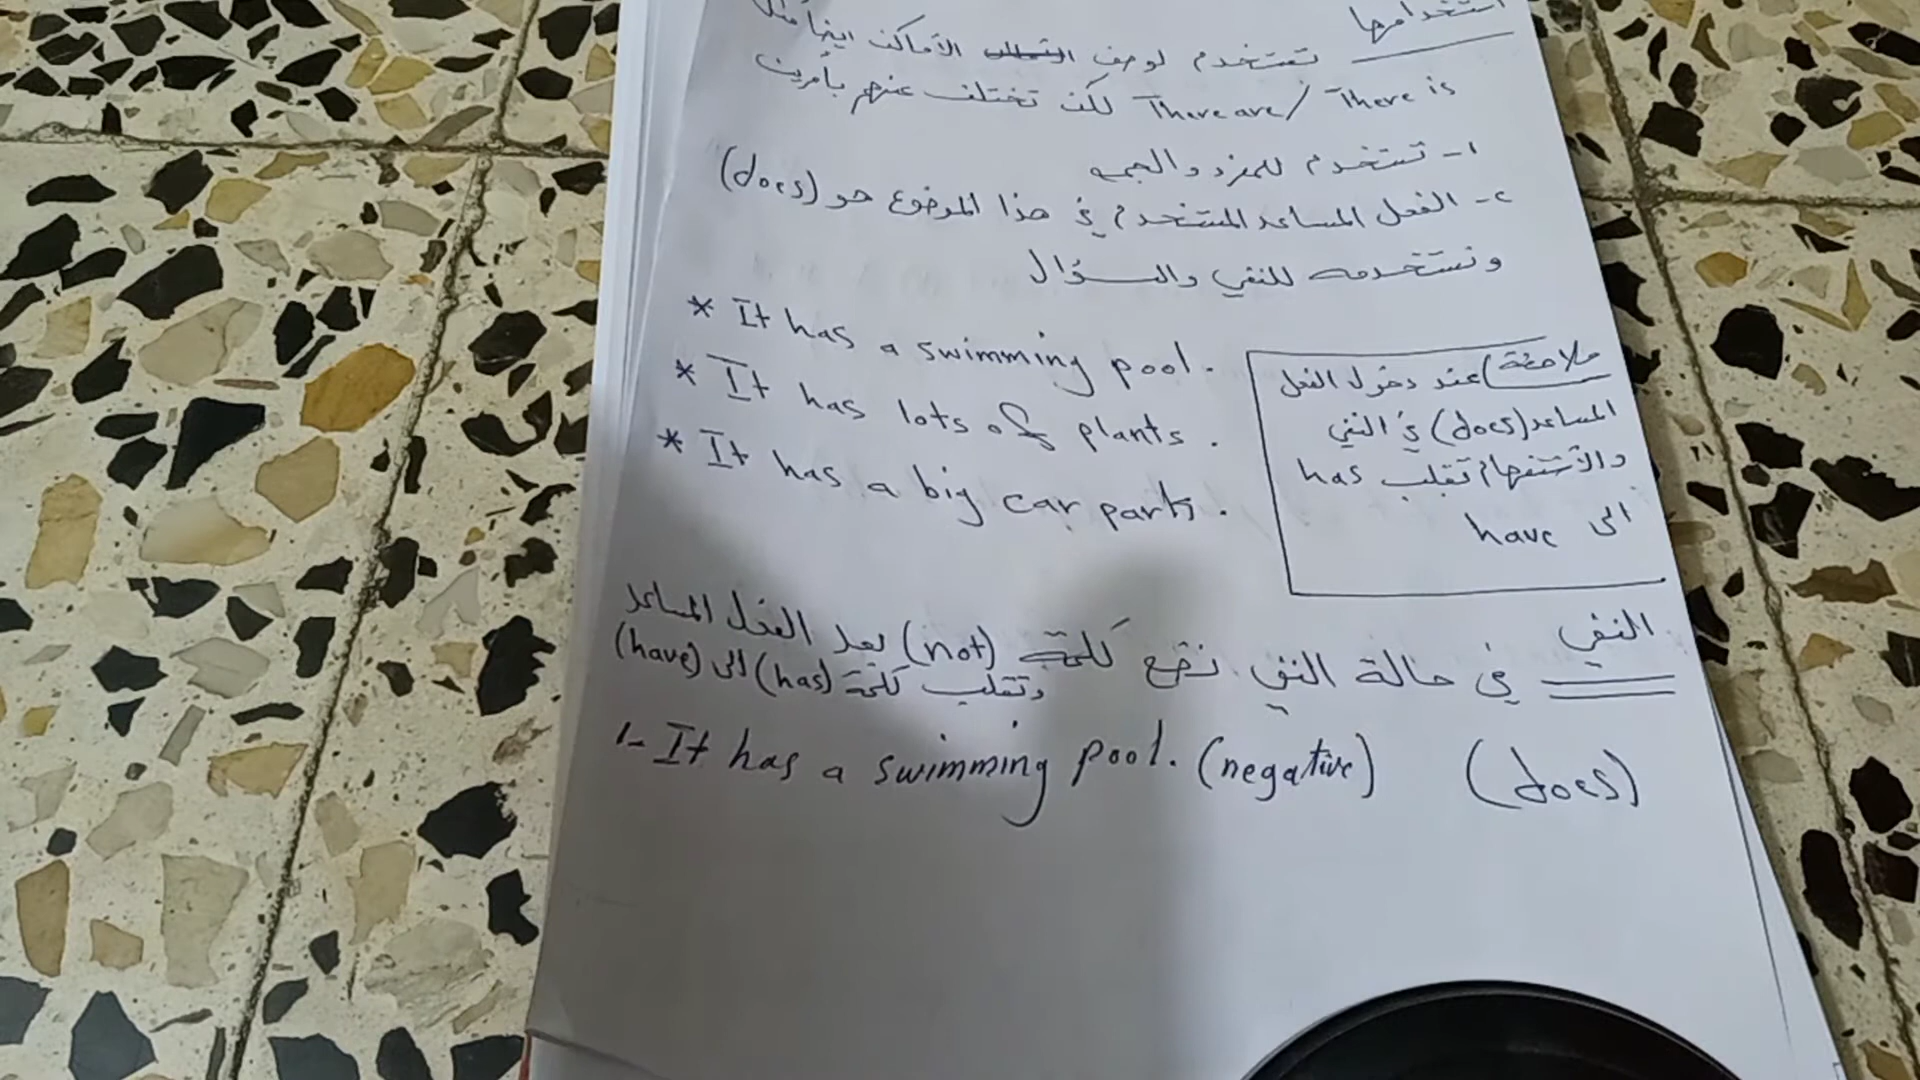 استخدامها
تستخدم لوصف الأماكن ايضاً مثل
There is / There are لكن تختلف عنهم بأمرين
١- تستخدم للمفرد والجمع
٢- الفعل المساعد المستخدم في هذا الموضوع هو (does)
ونستخدمه للنفي والسؤال
* It has a swimming pool.
* It has lots of plants.
* It has a big car park.
ملاحظة) عند دخول الفعل
المساعد (does) في النفي
والأستفهام تقلب has
الى have
النفي في حالة النفي نضع كلمة (not) بعد الفعل المساعد
وتقلب كلمة (has) الى (have)
1- It has a swimming pool. (negative) (does)